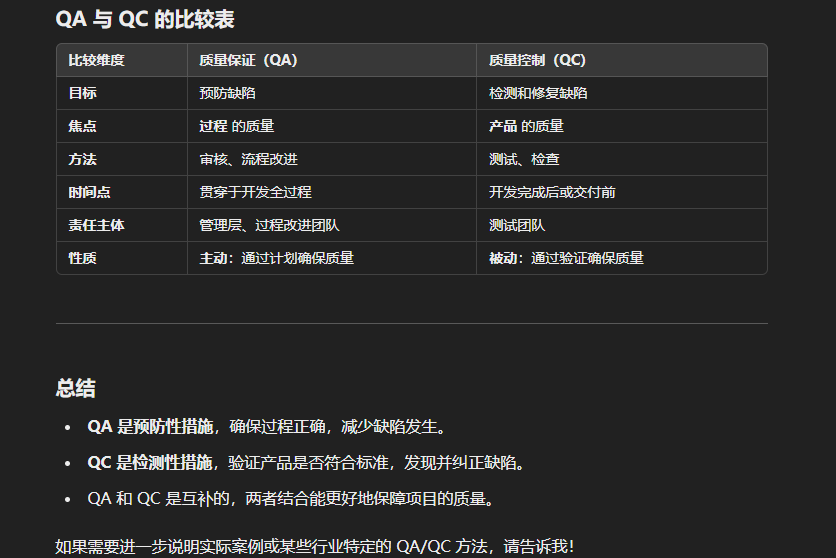 QA 与 QC 的比较表
比较维度 质量保证（QA） 质量控制（QC）
目标 预防缺陷 检测和修复缺陷
焦点 过程 的质量 产品 的质量
方法 审核、流程改进 测试、检查
时间点 贯穿于开发全过程 开发完成后或交付前
责任主体 管理层、过程改进团队 测试团队
性质 主动：通过计划确保质量 被动：通过验证确保质量
总结
• QA 是预防性措施，确保过程正确，减少缺陷发生。
• QC 是检测性措施，验证产品是否符合标准，发现并纠正缺陷。
• QA 和 QC 是互补的，两者结合能更好地保障项目的质量。
如果需要进一步说明实际案例或某些行业特定的 QA/QC 方法，请告诉我！